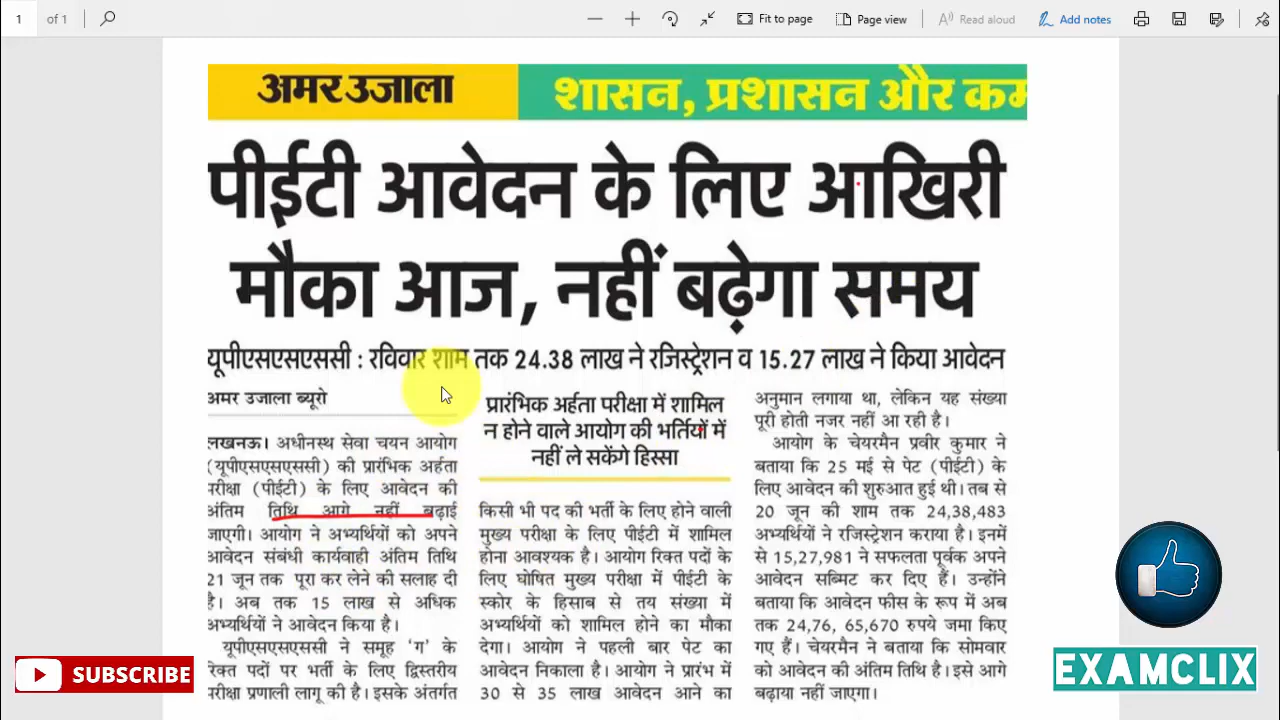 1 of 1
Fit to page
Page view
Read aloud
Add notes
अमर उजाला
शासन, प्रशासन और कम
पीईटी आवेदन के लिए आखिरी
मौका आज, नहीं बढ़ेगा समय
यूपीएसएसएससी : रविवार शाम तक 24.38 लाख ने रजिस्ट्रेशन व 15.27 लाख ने किया आवेदन
अमर उजाला ब्यूरो
लखनऊ। अधीनस्थ सेवा चयन आयोग
(यूपीएसएसएससी) की प्रारंभिक अर्हता
परीक्षा (पीईटी) के लिए आवेदन की
अंतिम तिथि आगे नहीं बढ़ाई
जाएगी। आयोग ने अभ्यर्थियों को अपने
आवेदन संबंधी कार्यवाही अंतिम तिथि
21 जून तक पूरा कर लेने की सलाह दी
है। अब तक 15 लाख से अधिक
अभ्यर्थियों ने आवेदन किया है।
यूपीएसएसएससी ने समूह ‘ग’ के
रिक्त पदों पर भर्ती के लिए द्विस्तरीय
परीक्षा प्रणाली लागू की है। इसके अंतर्गत
प्रारंभिक अर्हता परीक्षा में शामिल
न होने वाले आयोग की भर्तियों में
नहीं ले सकेंगे हिस्सा
किसी भी पद की भर्ती के लिए होने वाली
मुख्य परीक्षा के लिए पीईटी में शामिल
होना आवश्यक है। आयोग रिक्त पदों के
लिए घोषित मुख्य परीक्षा में पीईटी के
स्कोर के हिसाब से तय संख्या में
अभ्यर्थियों को शामिल होने का मौका
देगा। आयोग ने पहली बार पेट का
आवेदन निकाला है। आयोग ने प्रारंभ में
30 से 35 लाख आवेदन आने का
अनुमान लगाया था, लेकिन यह संख्या
पूरी होती नजर नहीं आ रही है।
आयोग के चेयरमैन प्रवीर कुमार ने
बताया कि 25 मई से पेट (पीईटी) के
लिए आवेदन की शुरुआत हुई थी। तब से
20 जून की शाम तक 24,38,483
अभ्यर्थियों ने रजिस्ट्रेशन कराया है। इनमें
से 15,27,981 ने सफलता पूर्वक अपने
आवेदन सब्मिट कर दिए हैं। उन्होंने
बताया कि आवेदन फीस के रूप में अब
तक 24,76, 65,670 रुपये जमा किए
गए हैं। चेयरमैन ने बताया कि सोमवार
को आवेदन की अंतिम तिथि है। इसे आगे
बढ़ाया नहीं जाएगा।
SUBSCRIBE
EXAMCLIX